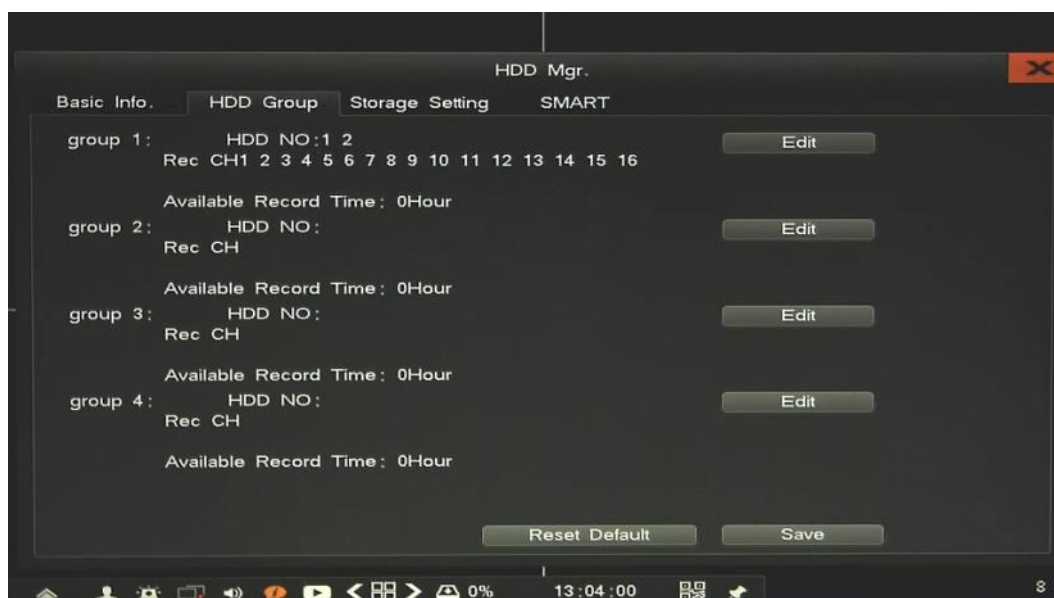 HDD Mgr.
Basic Info. HDD Group Storage Setting SMART
group 1: HDD NO:1 2 Edit
Rec CH1 2 3 4 5 6 7 8 9 10 11 12 13 14 15 16
Available Record Time: 0Hour
group 2: HDD NO: Edit
Rec CH
Available Record Time: 0Hour
group 3: HDD NO: Edit
Rec CH
Available Record Time: 0Hour
group 4: HDD NO: Edit
Rec CH
Available Record Time: 0Hour
Reset Default Save
0% 13:04:00 8